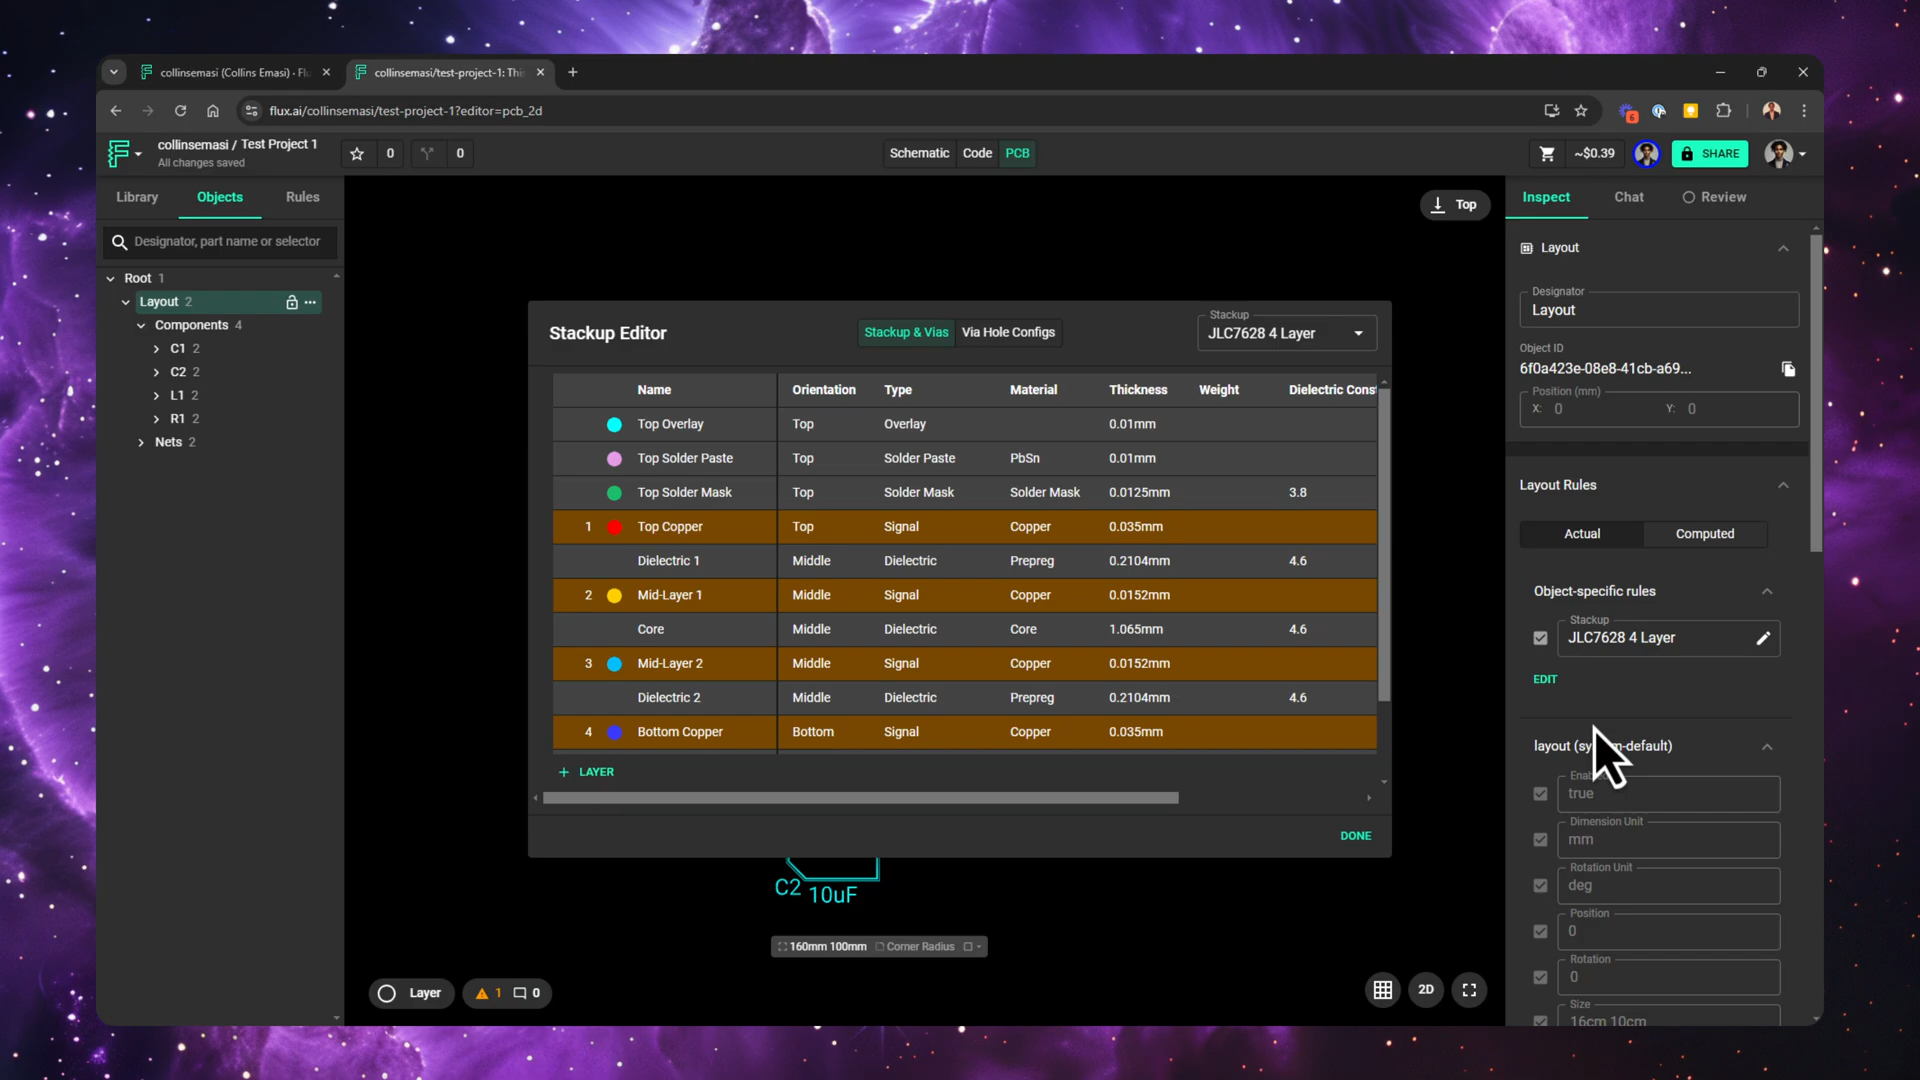 collinsemasi (Collins Emasi) · Flu
collinsemasi/test-project-1: Thi
flux.ai/collinsemasi/test-project-1?editor=pcb_2d
6
collinsemasi / Test Project 1
All changes saved
0
0
Schematic Code PCB
~$0.39
SHARE
Library Objects Rules
Designator, part name or selector
Root 1
Layout 2
Components 4
C1 2
C2 2
L1 2
R1 2
Nets 2
Top
Stackup Editor
Stackup & Vias Via Hole Configs
Stackup
JLC7628 4 Layer
Name Orientation Type Material Thickness Weight Dielectric Cons
Top Overlay Top Overlay 0.01mm
Top Solder Paste Top Solder Paste PbSn 0.01mm
Top Solder Mask Top Solder Mask Solder Mask 0.0125mm 3.8
1 Top Copper Top Signal Copper 0.035mm
Dielectric 1 Middle Dielectric Prepreg 0.2104mm 4.6
2 Mid-Layer 1 Middle Signal Copper 0.0152mm
Core Middle Dielectric Core 1.065mm 4.6
3 Mid-Layer 2 Middle Signal Copper 0.0152mm
Dielectric 2 Middle Dielectric Prepreg 0.2104mm 4.6
4 Bottom Copper Bottom Signal Copper 0.035mm
+ LAYER
DONE
C2 10uF
160mm 100mm Corner Radius
Layer
1
0
2D
Inspect Chat Review
Layout
Designator
Layout
Object ID
6f0a423e-08e8-41cb-a69...
Position (mm)
X: 0 Y: 0
Layout Rules
Actual Computed
Object-specific rules
Stackup
JLC7628 4 Layer
EDIT
layout (sy m-default)
Enab
true
Dimension Unit
mm
Rotation Unit
deg
Position
0
Rotation
0
Size
16cm 10cm